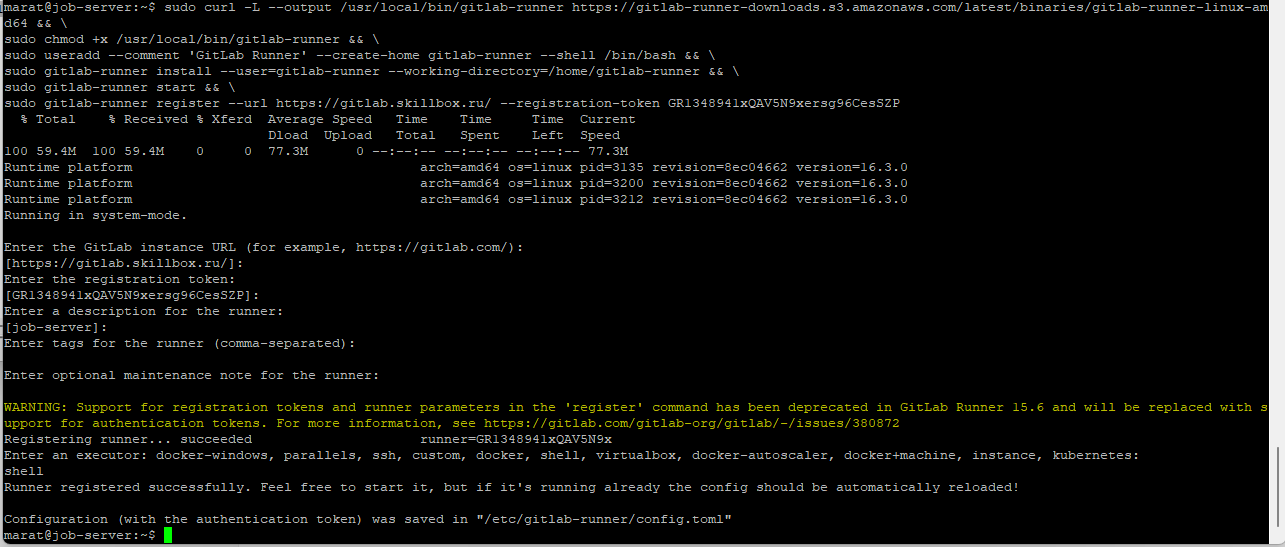 marat@job-server:~$ sudo curl -L --output /usr/local/bin/gitlab-runner https://gitlab-runner-downloads.s3.amazonaws.com/latest/binaries/gitlab-runner-linux-am
d64 && \
sudo chmod +x /usr/local/bin/gitlab-runner && \
sudo useradd --comment 'GitLab Runner' --create-home gitlab-runner --shell /bin/bash && \
sudo gitlab-runner install --user=gitlab-runner --working-directory=/home/gitlab-runner && \
sudo gitlab-runner start && \
sudo gitlab-runner register --url https://gitlab.skillbox.ru/ --registration-token GR1348941xQAV5N9xersg96CesSZP
  % Total    % Received % Xferd  Average Speed   Time    Time     Time  Current
                                 Dload  Upload   Total   Spent    Left  Speed
100 59.4M  100 59.4M    0     0  77.3M      0 --:--:-- --:--:-- --:--:-- 77.3M
Runtime platform                                    arch=amd64 os=linux pid=3135 revision=8ec04662 version=16.3.0
Runtime platform                                    arch=amd64 os=linux pid=3200 revision=8ec04662 version=16.3.0
Runtime platform                                    arch=amd64 os=linux pid=3212 revision=8ec04662 version=16.3.0
Running in system-mode.
Enter the GitLab instance URL (for example, https://gitlab.com/):
[https://gitlab.skillbox.ru/]:
Enter the registration token:
[GR1348941xQAV5N9xersg96CesSZP]:
Enter a description for the runner:
[job-server]:
Enter tags for the runner (comma-separated):
Enter optional maintenance note for the runner:
WARNING: Support for registration tokens and runner parameters in the 'register' command has been deprecated in GitLab Runner 15.6 and will be replaced with s
upport for authentication tokens. For more information, see https://gitlab.com/gitlab-org/gitlab/-/issues/380872
Registering runner... succeeded                     runner=GR1348941xQAV5N9x
Enter an executor: docker-windows, parallels, ssh, custom, docker, shell, virtualbox, docker-autoscaler, docker+machine, instance, kubernetes:
shell
Runner registered successfully. Feel free to start it, but if it's running already the config should be automatically reloaded!
Configuration (with the authentication token) was saved in "/etc/gitlab-runner/config.toml"
marat@job-server:~$